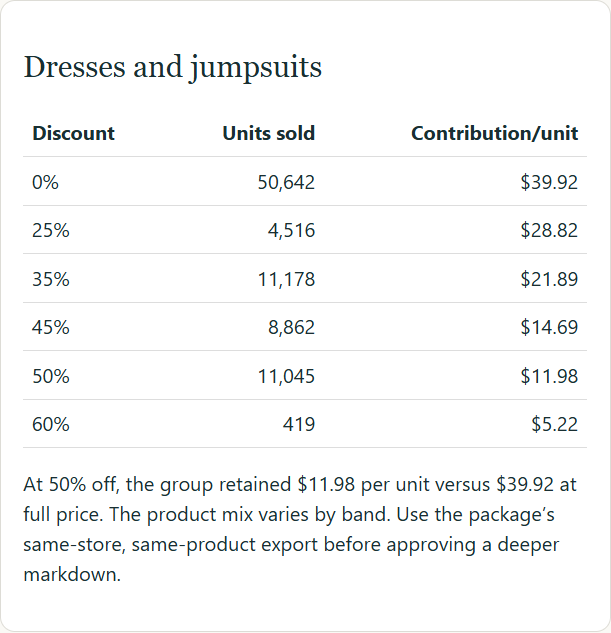 Dresses and jumpsuits
Discount Units sold Contribution/unit
0% 50,642 $39.92
25% 4,516 $28.82
35% 11,178 $21.89
45% 8,862 $14.69
50% 11,045 $11.98
60% 419 $5.22
At 50% off, the group retained $11.98 per unit versus $39.92 at
full price. The product mix varies by band. Use the package’s
same-store, same-product export before approving a deeper
markdown.